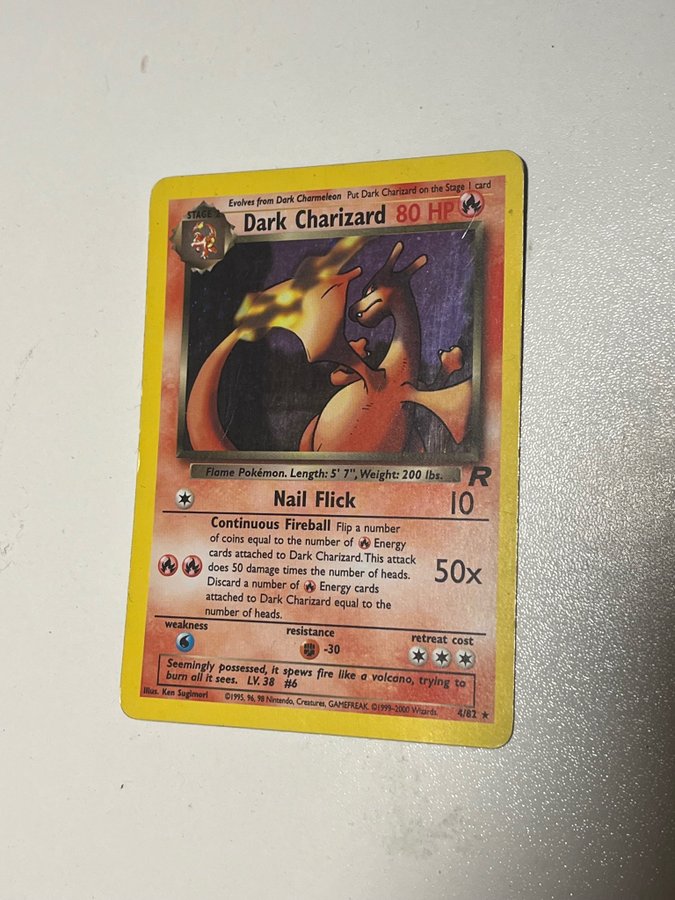 Evolves from Dark Charmeleon Put Dark Charizard on the Stage 1 card
STAGE 2
Dark Charizard 80 HP
Flame Pokémon. Length: 5' 7", Weight: 200 lbs.
R
Nail Flick 10
Continuous Fireball Flip a number
of coins equal to the number of Energy
cards attached to Dark Charizard. This attack
does 50 damage times the number of heads.
Discard a number of Energy cards
attached to Dark Charizard equal to the
number of heads.
50x
weakness resistance retreat cost
-30
Seemingly possessed, it spews fire like a volcano, trying to
burn all it sees. LV. 38 #6
Illus. Ken Sugimori ©1995, 96, 98 Nintendo, Creatures, GAMEFREAK. ©1999-2000 Wizards. 4/82 ★